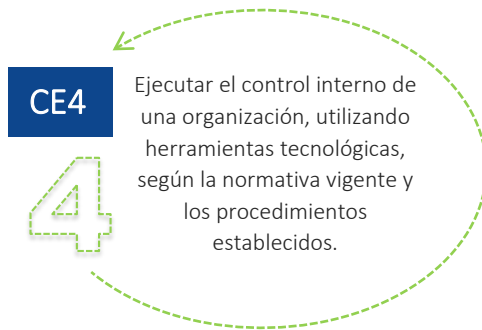 CE4
4
Ejecutar el control interno de
una organización, utilizando
herramientas tecnológicas,
según la normativa vigente y
los procedimientos
establecidos.